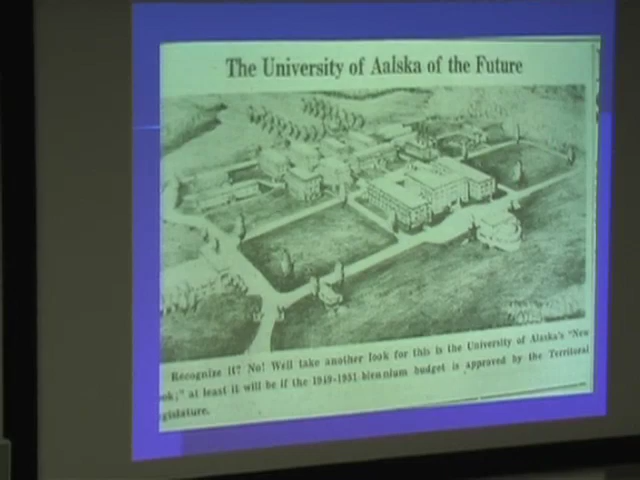 The University of Aalska of the Future
Recognize it? No! Well take another look for this is the University of Alaska's "New
ok;" at least it will be if the 1949-1951 biennium budget is approved by the Territorial
gislature.